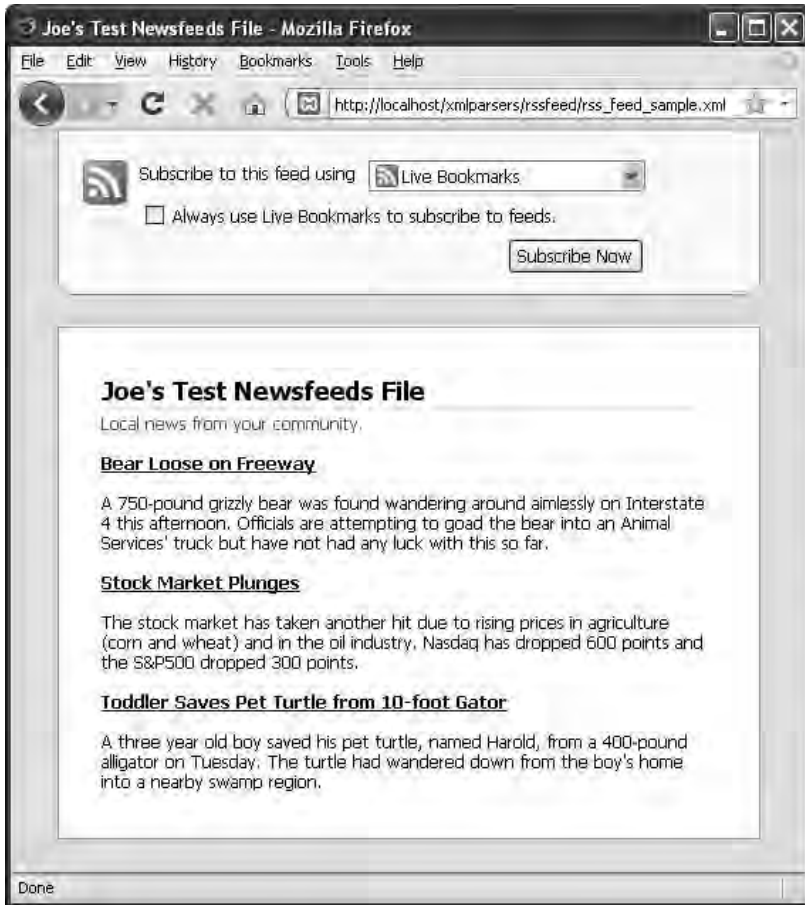 Joe's Test Newsfeeds File - Mozilla Firefox
File Edit View History Bookmarks Tools Help
http://localhost/xmlparsers/rssfeed/rss_feed_sample.xml
Subscribe to this feed using Live Bookmarks
Always use Live Bookmarks to subscribe to feeds.
Subscribe Now
Joe's Test Newsfeeds File
Local news from your community.
Bear Loose on Freeway
A 750-pound grizzly bear was found wandering around aimlessly on Interstate
4 this afternoon. Officials are attempting to goad the bear into an Animal
Services' truck but have not had any luck with this so far.
Stock Market Plunges
The stock market has taken another hit due to rising prices in agriculture
(corn and wheat) and in the oil industry. Nasdaq has dropped 600 points and
the S&P500 dropped 300 points.
Toddler Saves Pet Turtle from 10-foot Gator
A three year old boy saved his pet turtle, named Harold, from a 400-pound
alligator on Tuesday. The turtle had wandered down from the boy's home
into a nearby swamp region.
Done